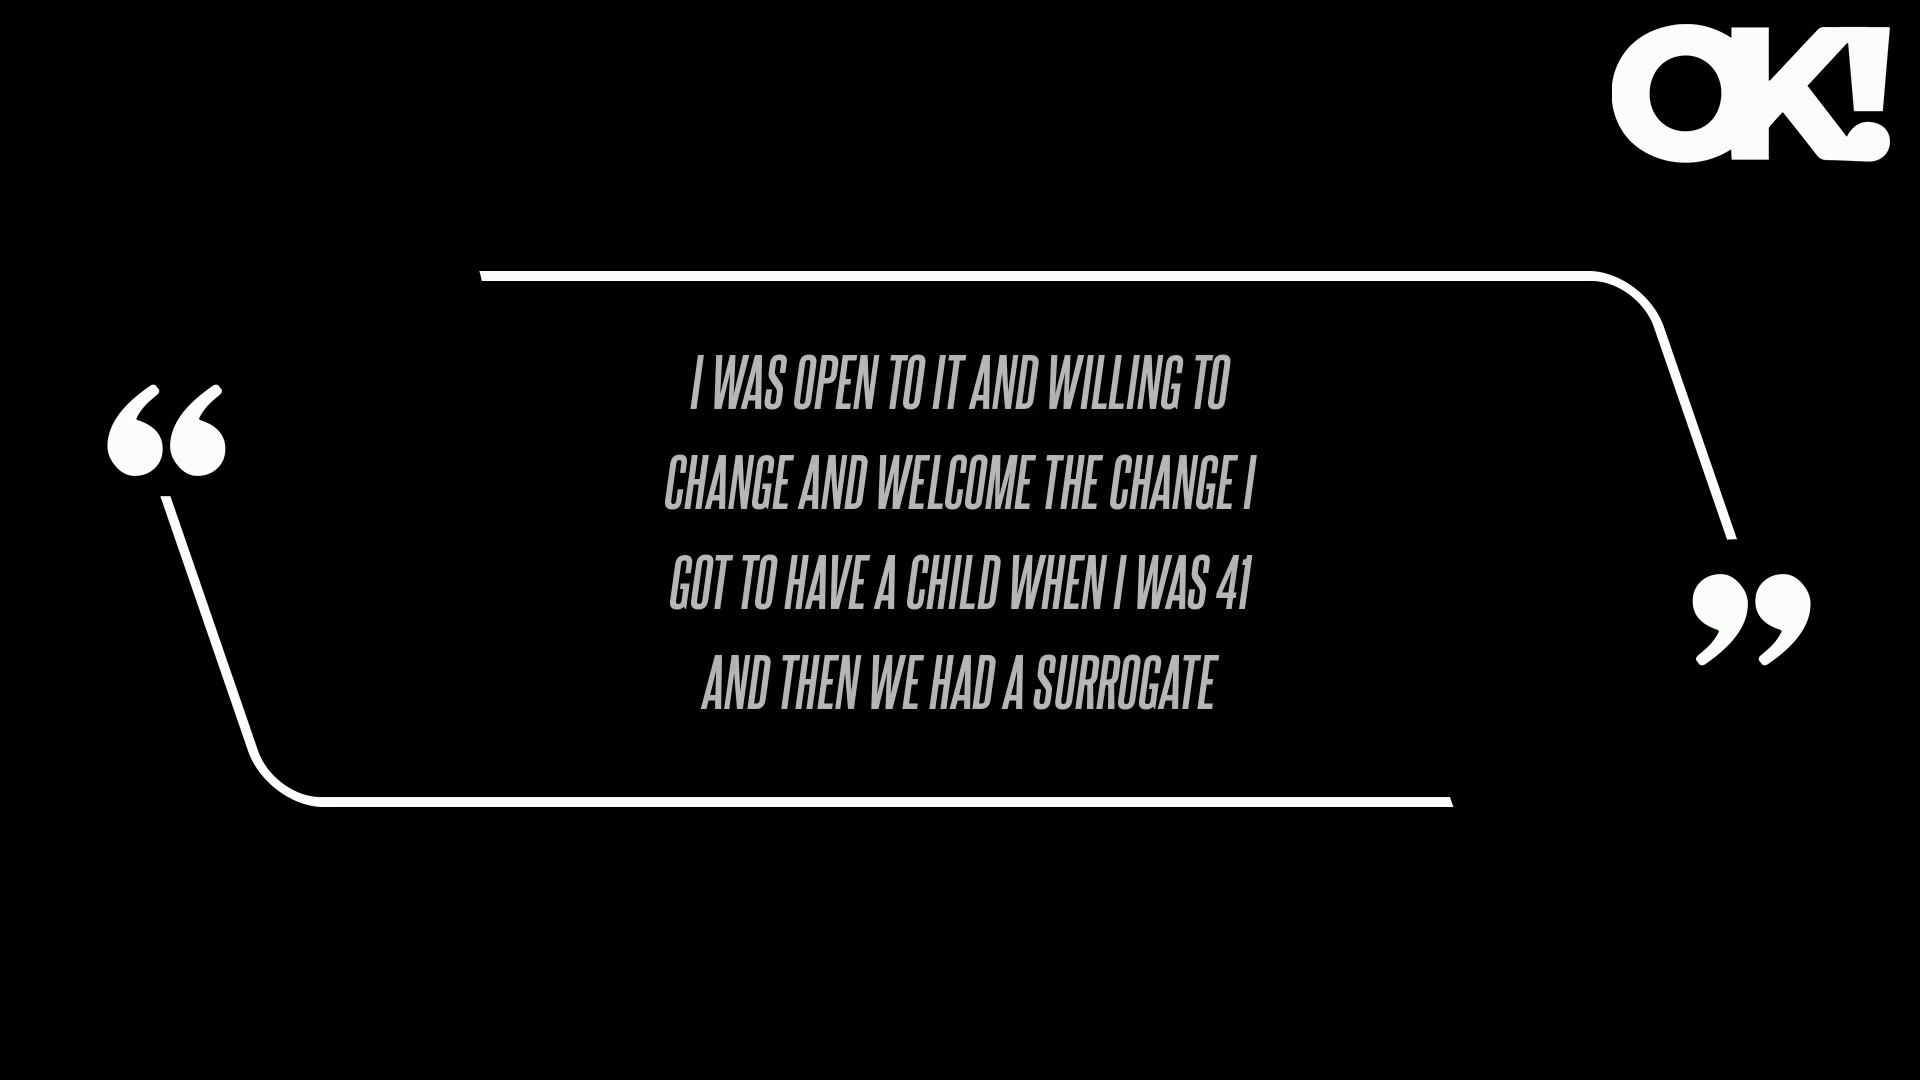 OK!
“
I WAS OPEN TO IT AND WILLING TO
CHANGE AND WELCOME THE CHANGE I
GOT TO HAVE A CHILD WHEN I WAS 41
AND THEN WE HAD A SURROGATE
”